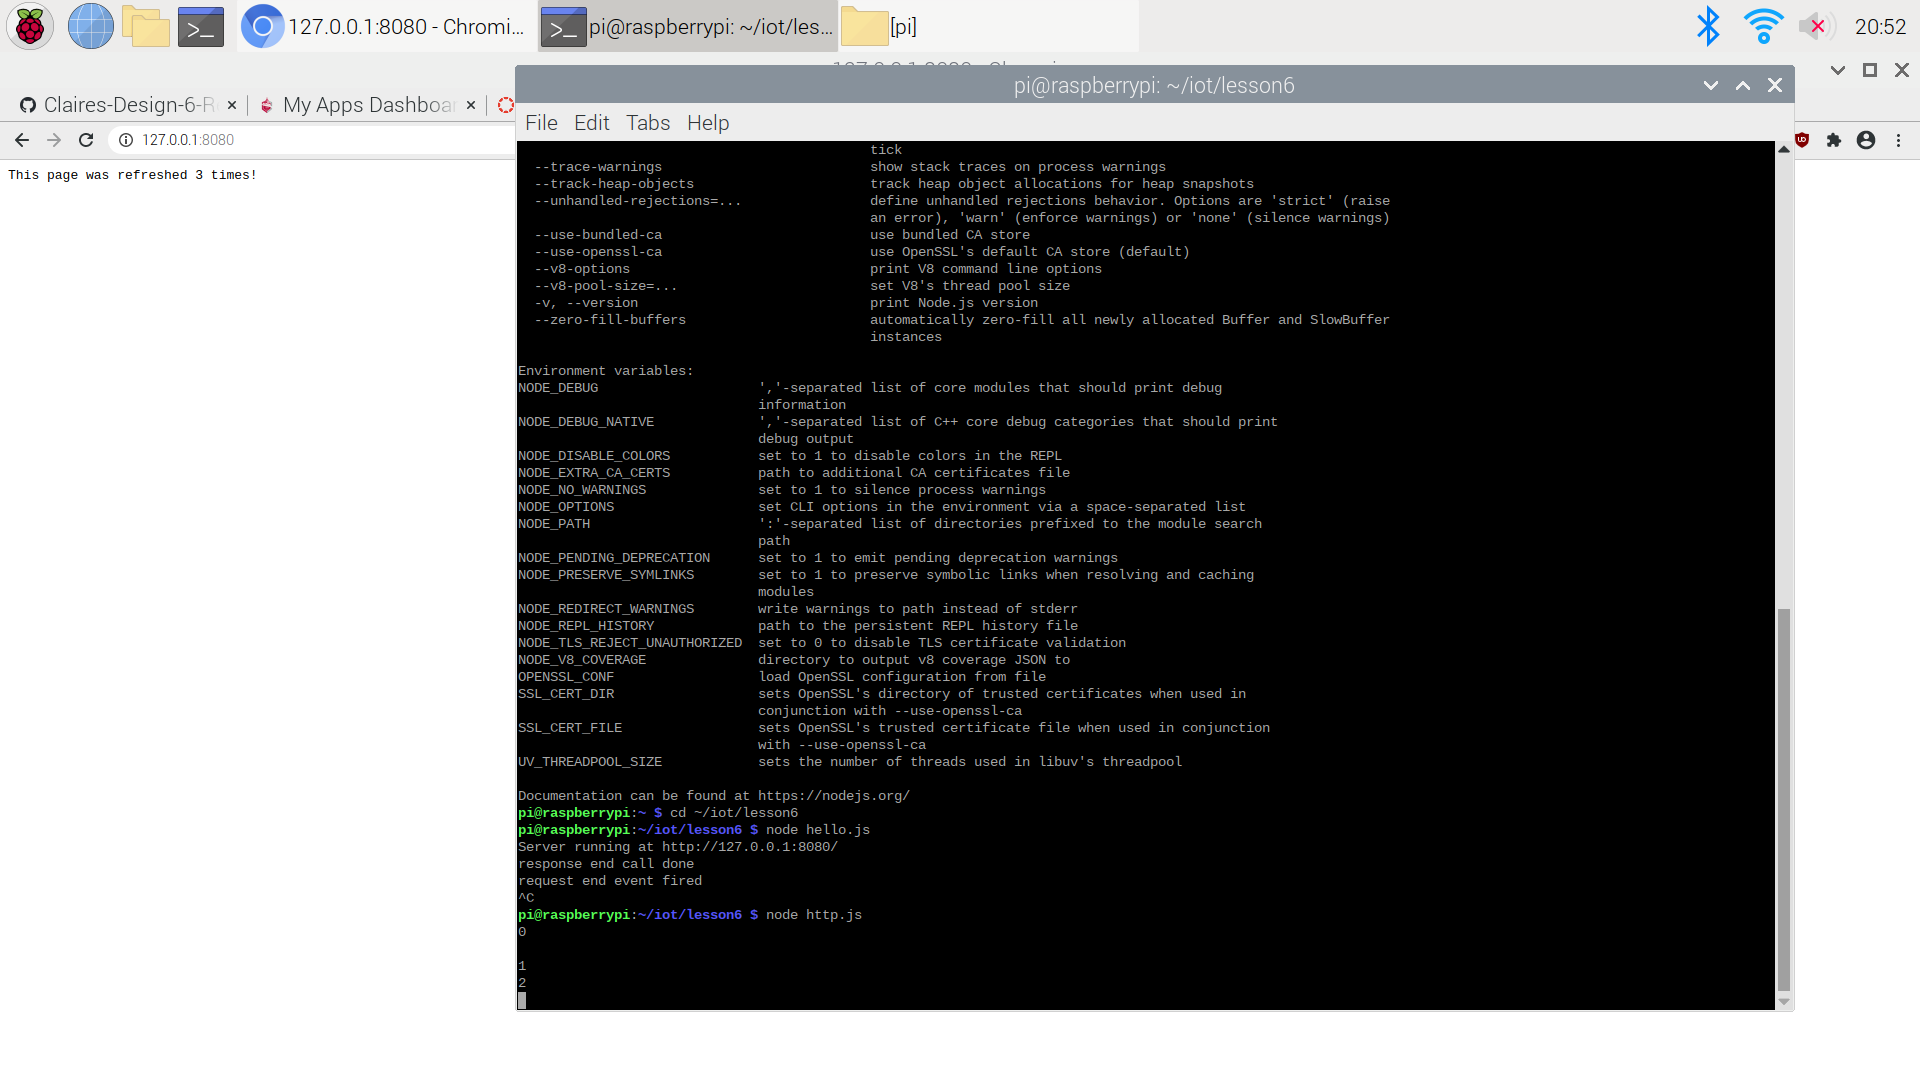 127.0.0.1:8080 - Chromi...
pi@raspberrypi: ~/iot/les...
[pi]
20:52
pi@raspberrypi: ~/iot/lesson6
Claires-Design-6-R
My Apps Dashboar
File Edit Tabs Help
127.0.0.1:8080
This page was refreshed 3 times!
tick
--trace-warnings show stack traces on process warnings
--track-heap-objects track heap object allocations for heap snapshots
--unhandled-rejections=... define unhandled rejections behavior. Options are 'strict' (raise
an error), 'warn' (enforce warnings) or 'none' (silence warnings)
--use-bundled-ca use bundled CA store
--use-openssl-ca use OpenSSL's default CA store (default)
--v8-options print V8 command line options
--v8-pool-size=... set V8's thread pool size
-v, --version print Node.js version
--zero-fill-buffers automatically zero-fill all newly allocated Buffer and SlowBuffer
instances
Environment variables:
NODE_DEBUG ','-separated list of core modules that should print debug
information
NODE_DEBUG_NATIVE ','-separated list of C++ core debug categories that should print
debug output
NODE_DISABLE_COLORS set to 1 to disable colors in the REPL
NODE_EXTRA_CA_CERTS path to additional CA certificates file
NODE_NO_WARNINGS set to 1 to silence process warnings
NODE_OPTIONS set CLI options in the environment via a space-separated list
NODE_PATH ':'-separated list of directories prefixed to the module search
path
NODE_PENDING_DEPRECATION set to 1 to emit pending deprecation warnings
NODE_PRESERVE_SYMLINKS set to 1 to preserve symbolic links when resolving and caching
modules
NODE_REDIRECT_WARNINGS write warnings to path instead of stderr
NODE_REPL_HISTORY path to the persistent REPL history file
NODE_TLS_REJECT_UNAUTHORIZED set to 0 to disable TLS certificate validation
NODE_V8_COVERAGE directory to output v8 coverage JSON to
OPENSSL_CONF load OpenSSL configuration from file
SSL_CERT_DIR sets OpenSSL's directory of trusted certificates when used in
conjunction with --use-openssl-ca
SSL_CERT_FILE sets OpenSSL's trusted certificate file when used in conjunction
with --use-openssl-ca
UV_THREADPOOL_SIZE sets the number of threads used in libuv's threadpool
Documentation can be found at https://nodejs.org/
pi@raspberrypi:~ $ cd ~/iot/lesson6
pi@raspberrypi:~/iot/lesson6 $ node hello.js
Server running at http://127.0.0.1:8080/
response end call done
request end event fired
^C
pi@raspberrypi:~/iot/lesson6 $ node http.js
0
1
2